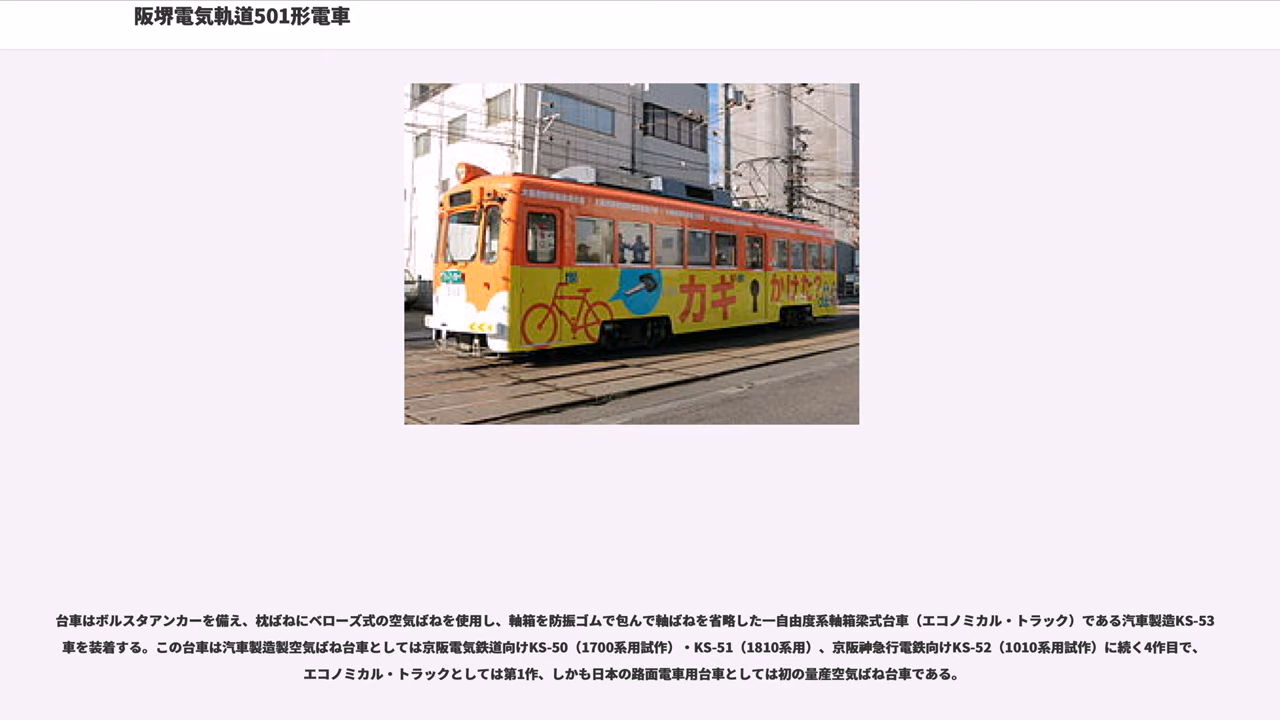 阪堺電気軌道501形電車
カギ かけた?
台車はボルスタアンカーを備え、枕ばねにベローズ式の空気ばねを使用し、軸箱を防振ゴムで包んで軸ばねを省略した一自由度系軸箱梁式台車（エコノミカル・トラック）である汽車製造KS-53
車を装着する。この台車は汽車製造製空気ばね台車としては京阪電気鉄道向けKS-50（1700系用試作）・KS-51（1810系用）、京阪神急行電鉄向けKS-52（1010系用試作）に続く4作目で、
エコノミカル・トラックとしては第1作、しかも日本の路面電車用台車としては初の量産空気ばね台車である。